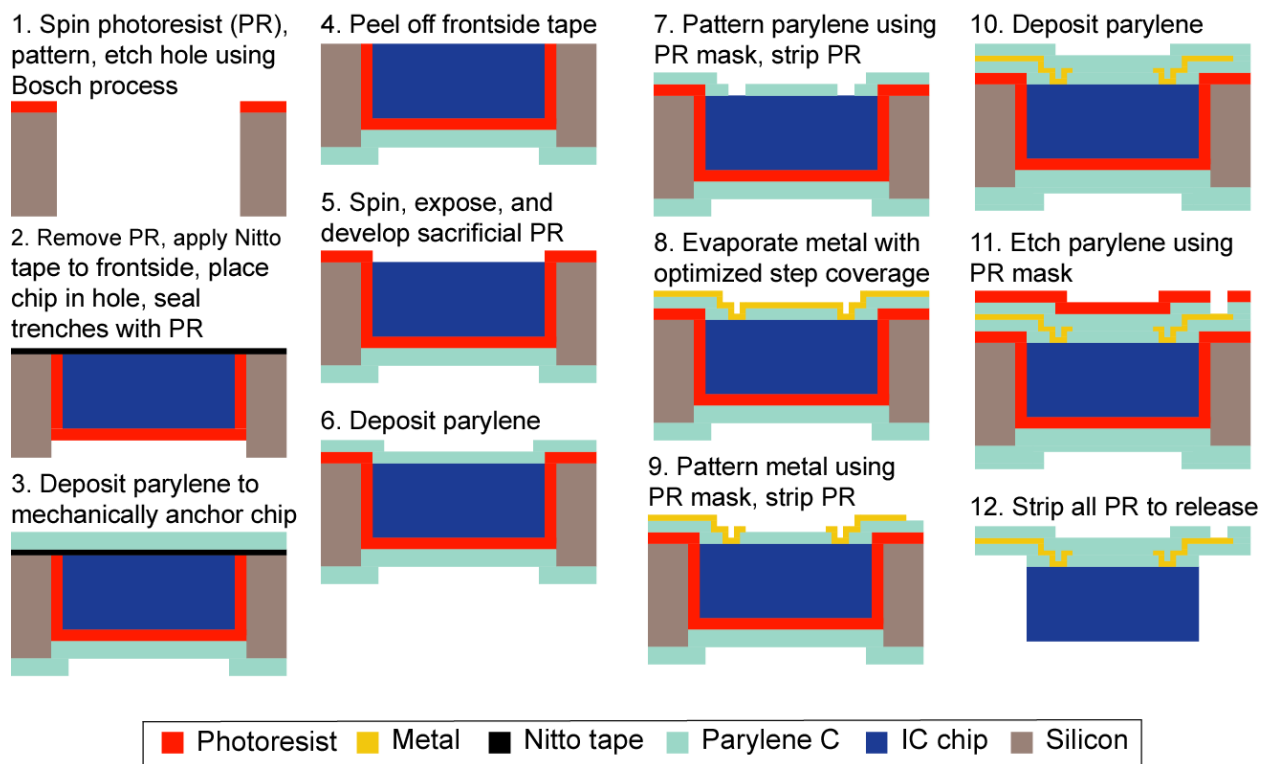 1. Spin photoresist (PR),
pattern, etch hole using
Bosch process
2. Remove PR, apply Nitto
tape to frontside, place
chip in hole, seal
trenches with PR
3. Deposit parylene to
mechanically anchor chip
4. Peel off frontside tape
5. Spin, expose, and
develop sacrificial PR
6. Deposit parylene
7. Pattern parylene using
PR mask, strip PR
8. Evaporate metal with
optimized step coverage
9. Pattern metal using
PR mask, strip PR
10. Deposit parylene
11. Etch parylene using
PR mask
12. Strip all PR to release
Photoresist Metal Nitto tape Parylene C IC chip Silicon